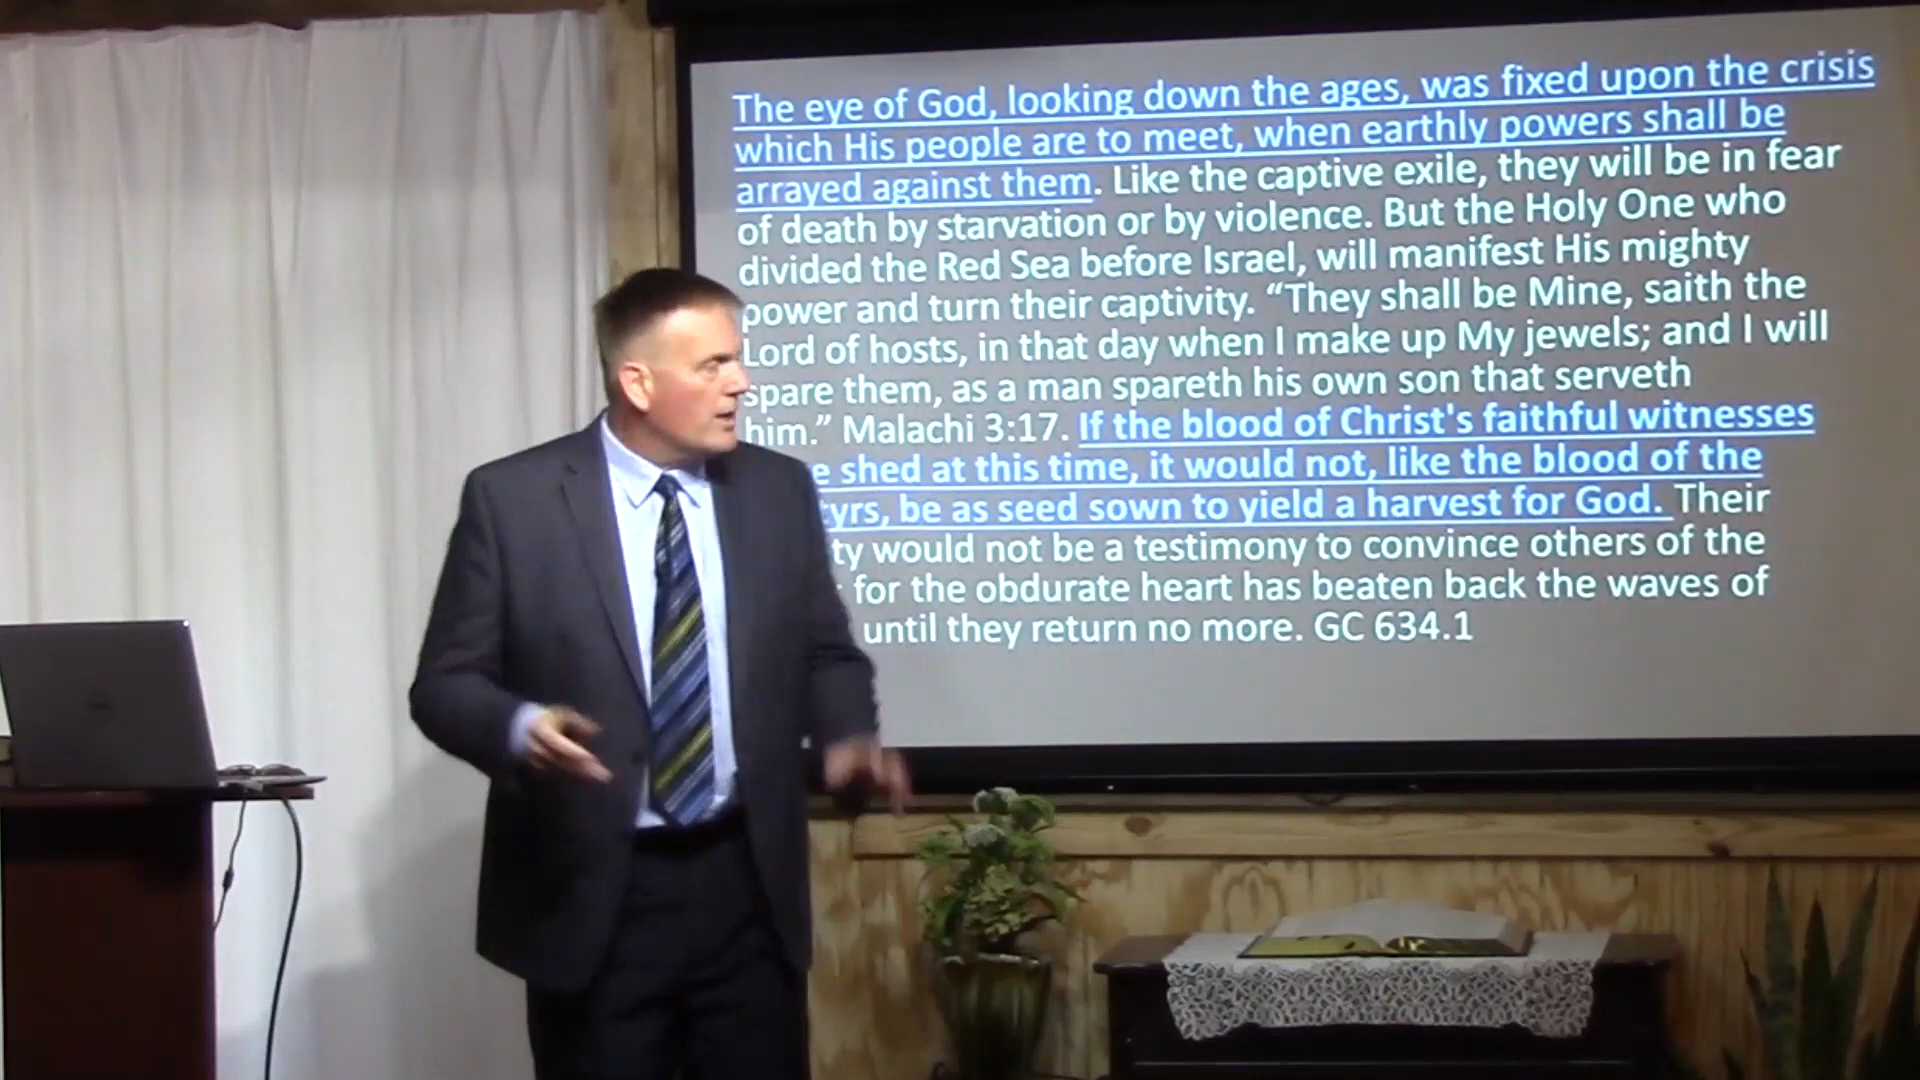 The eye of God, looking down the ages, was fixed upon the crisis
which His people are to meet, when earthly powers shall be
arrayed against them. Like the captive exile, they will be in fear
of death by starvation or by violence. But the Holy One who
divided the Red Sea before Israel, will manifest His mighty
power and turn their captivity. “They shall be Mine, saith the
Lord of hosts, in that day when I make up My jewels; and I will
spare them, as a man spareth his own son that serveth
him.” Malachi 3:17. If the blood of Christ's faithful witnesses
shed at this time, it would not, like the blood of the
be as seed sown to yield a harvest for God. Their
would not be a testimony to convince others of the
for the obdurate heart has beaten back the waves of
until they return no more. GC 634.1